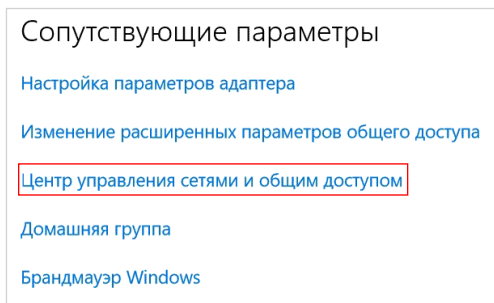 Сопутствующие параметры
Настройка параметров адаптера
Изменение расширенных параметров общего доступа
Центр управления сетями и общим доступом
Домашняя группа
Брандмауэр Windows